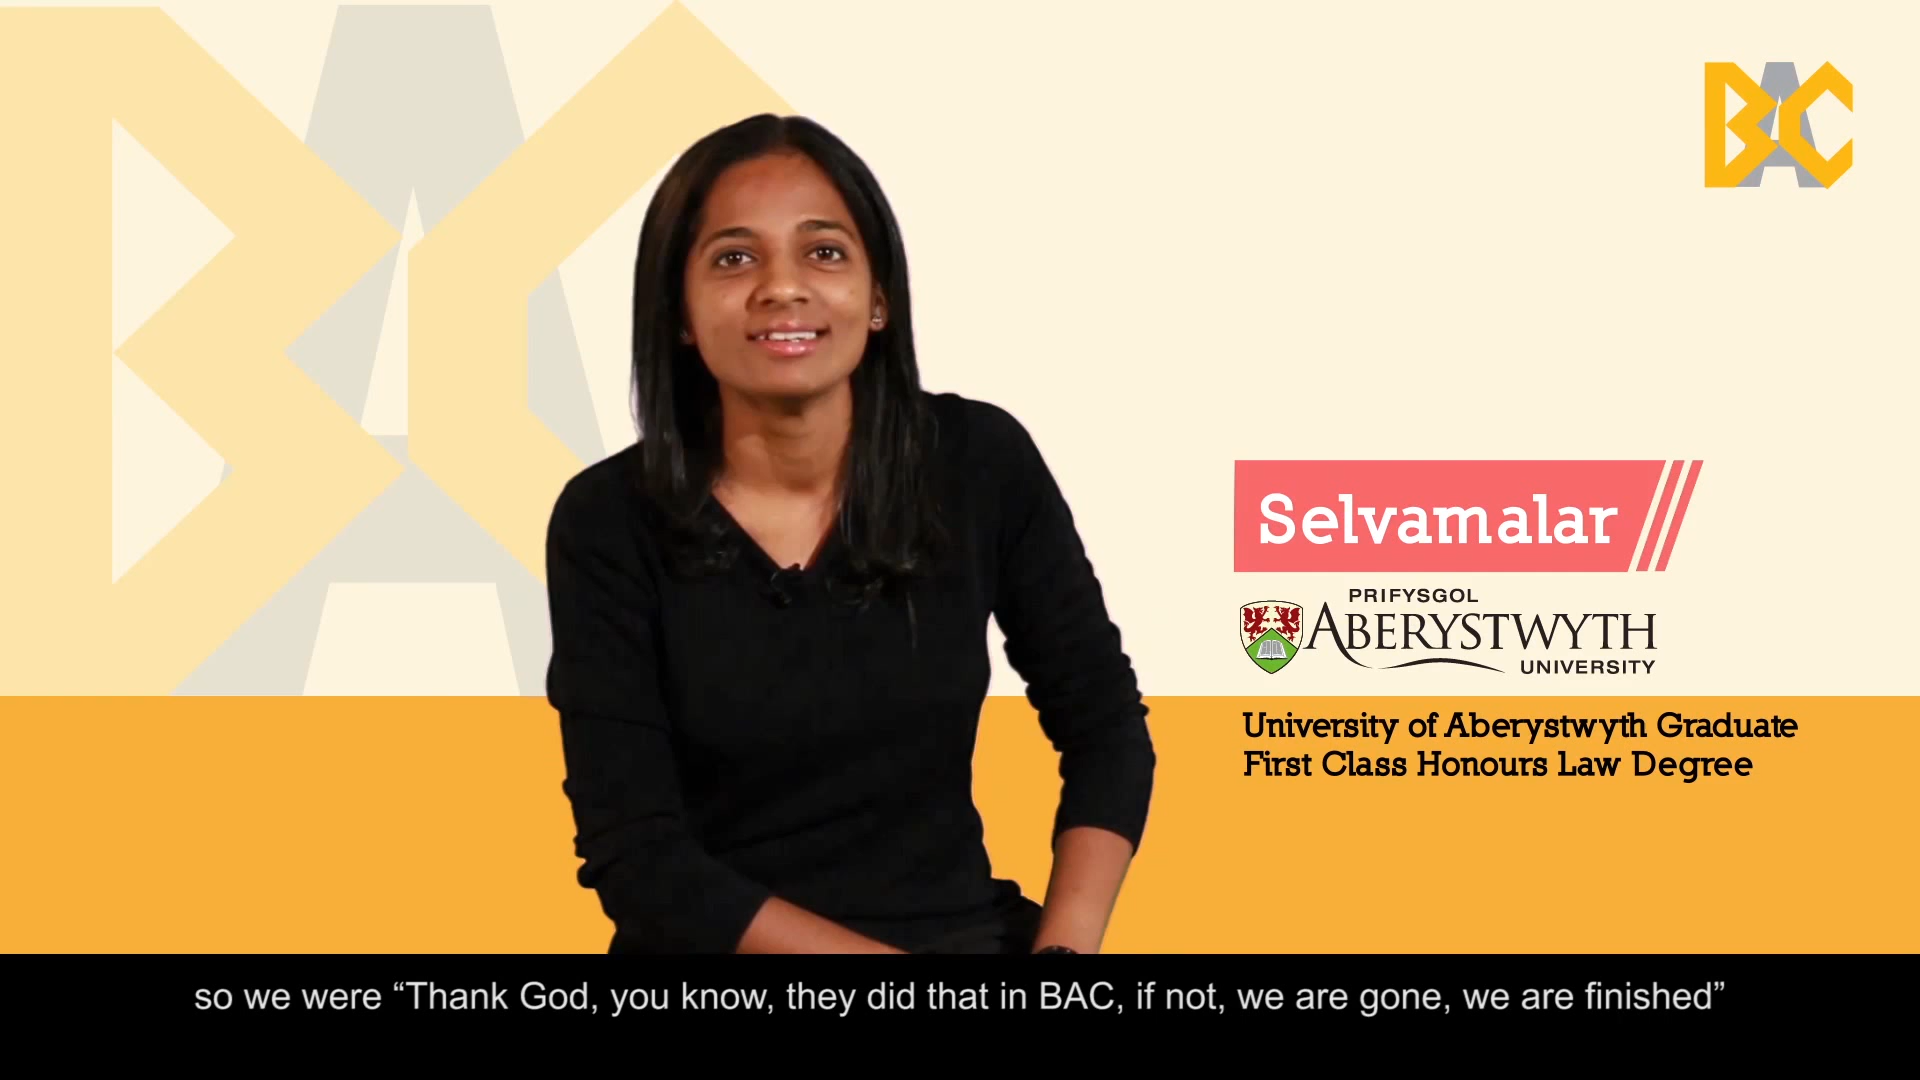 BAC
BAC
Selvamalar
PRIFYSGOL
ABERYSTWYTH
UNIVERSITY
University of Aberystwyth Graduate
First Class Honours Law Degree
so we were “Thank God, you know, they did that in BAC, if not, we are gone, we are finished”